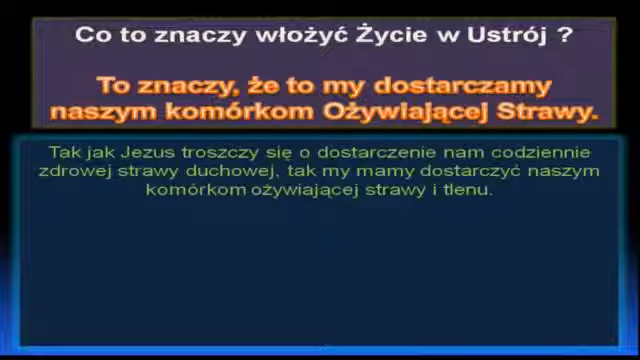 Co to znaczy włożyć Życie w Ustrój ?
To znaczy, że to my dostarczamy
naszym komórkom Ożywiającej Strawy.
Tak jak Jezus troszczy się o dostarczenie nam codziennie
zdrowej strawy duchowej, tak my mamy dostarczyć naszym
komórkom ożywiającej strawy i tlenu.